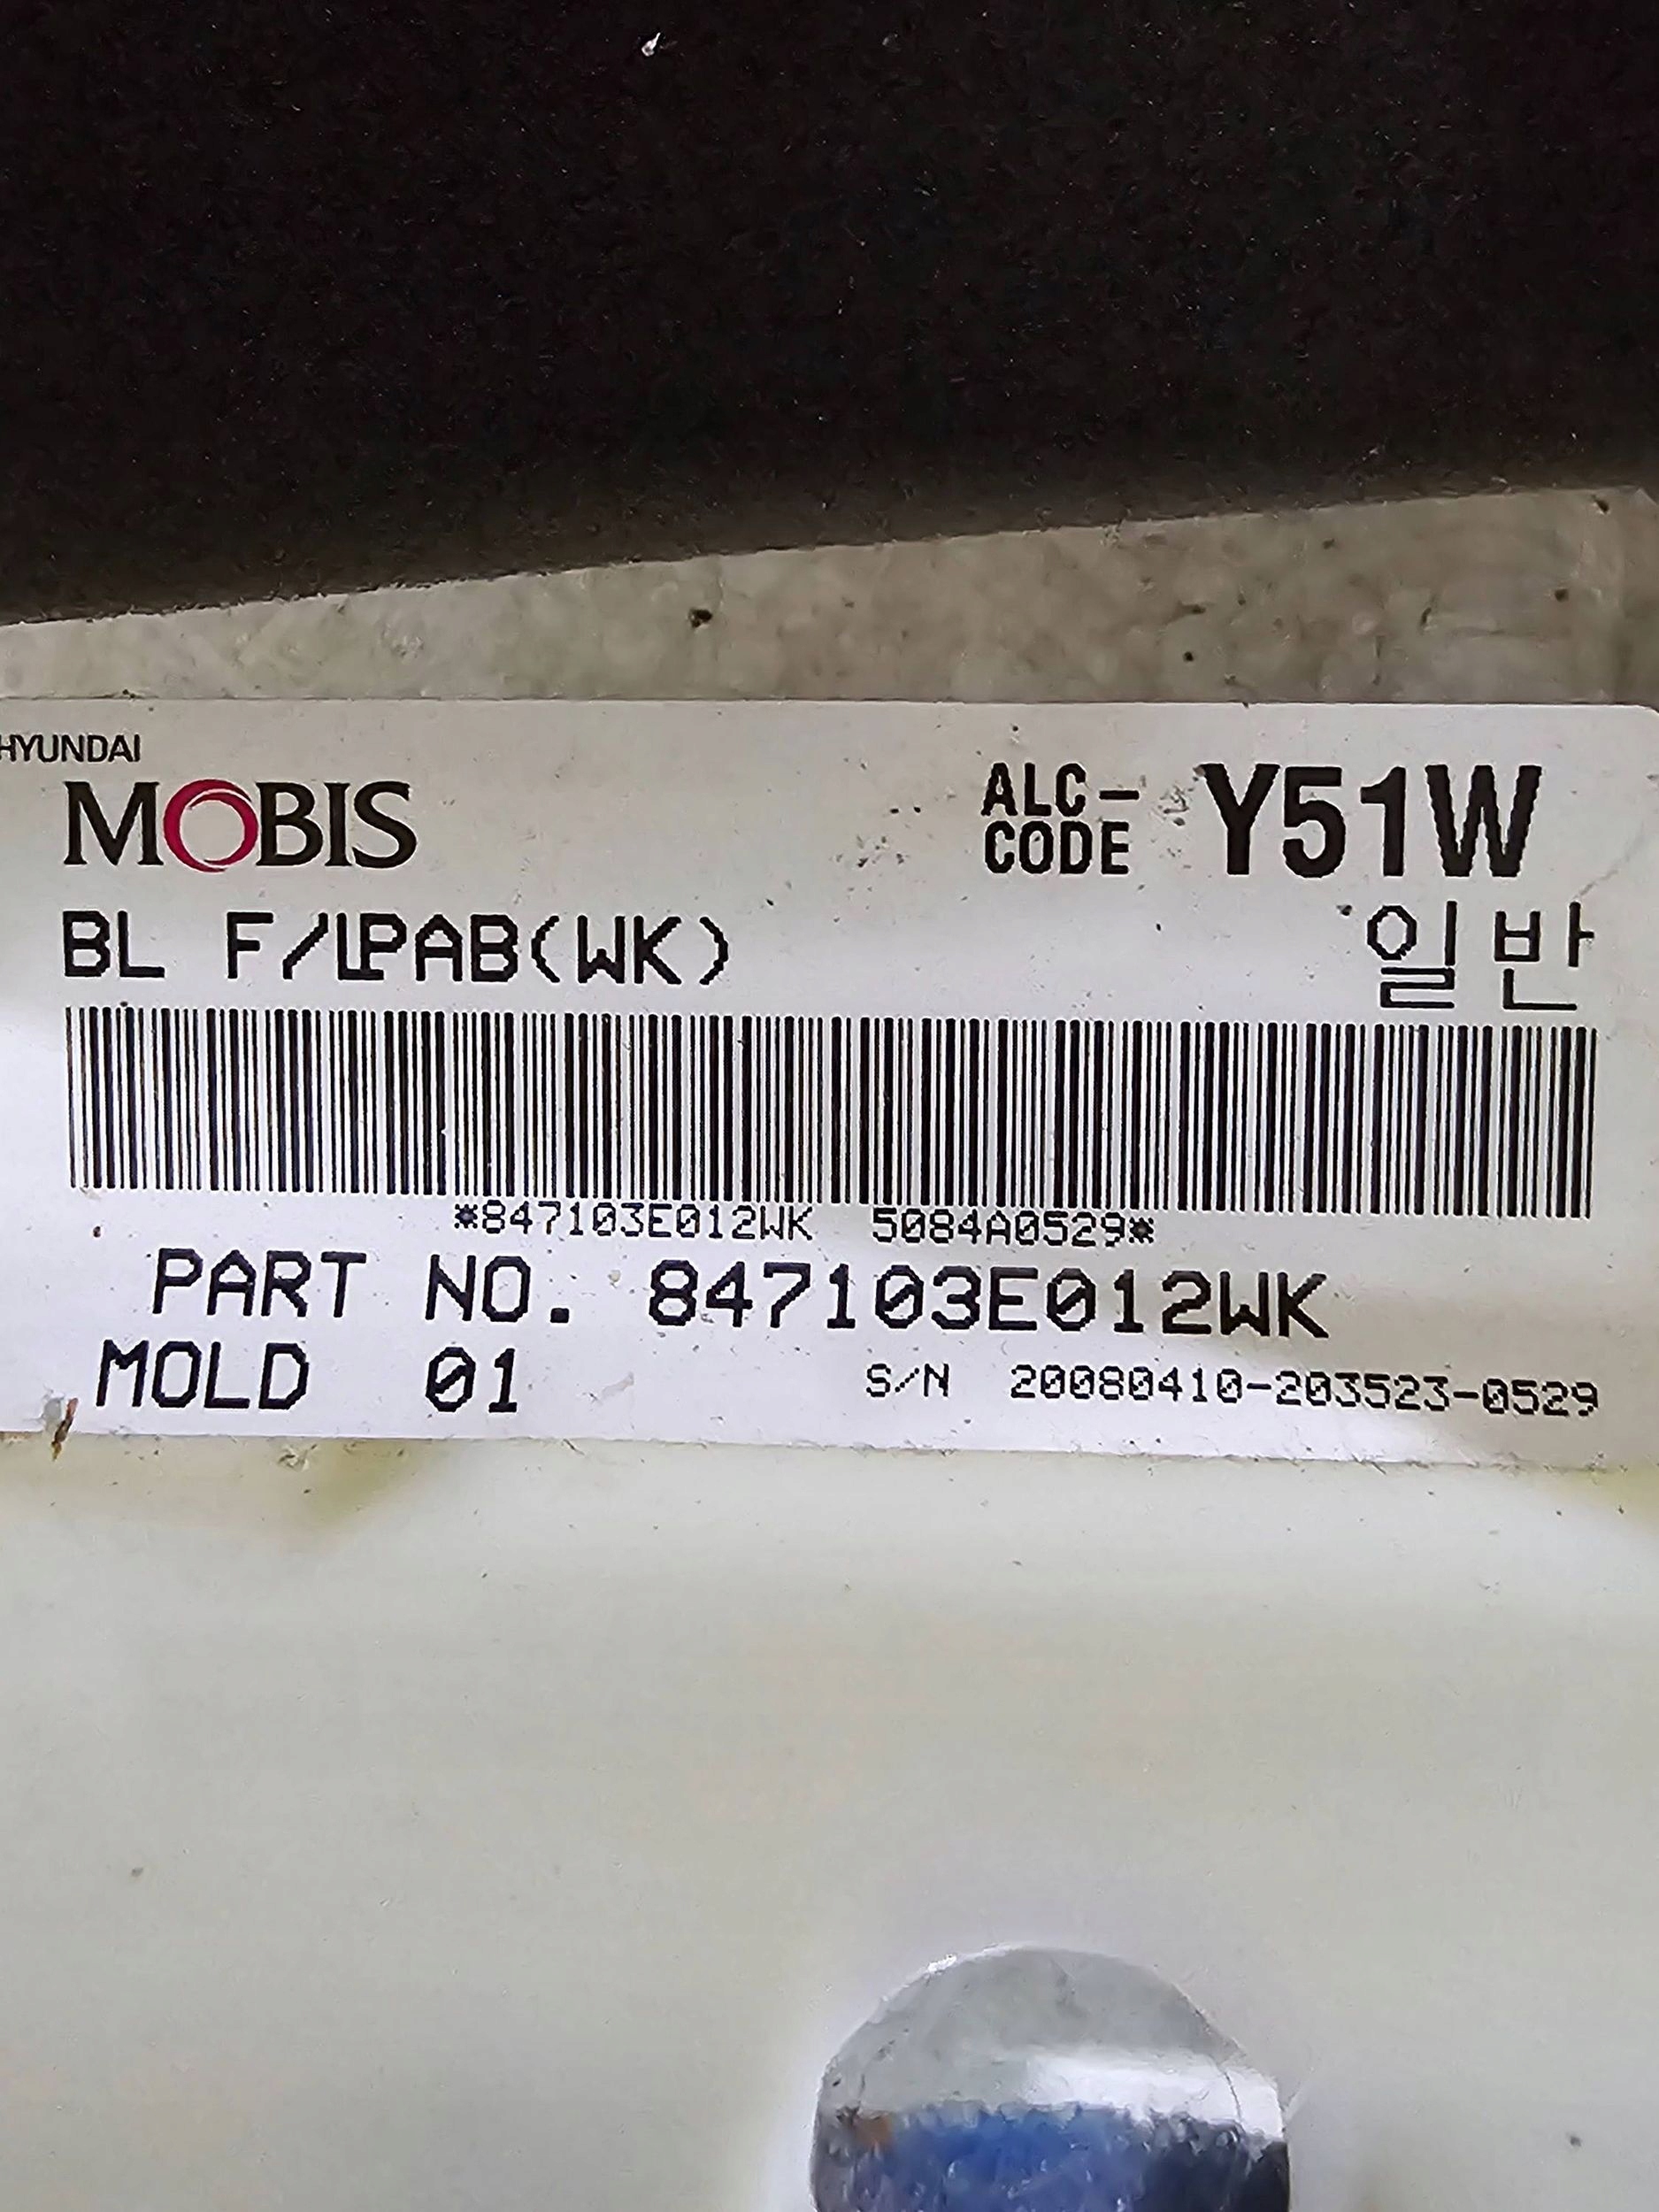 HYUNDAI
MOBIS
ALC-
CODE
Y51W
BL F/LPAB(WK)
일반
*847103E012WK 5084A0529*
PART NO. 847103E012WK
MOLD 01
S/N 20080410-203523-0529